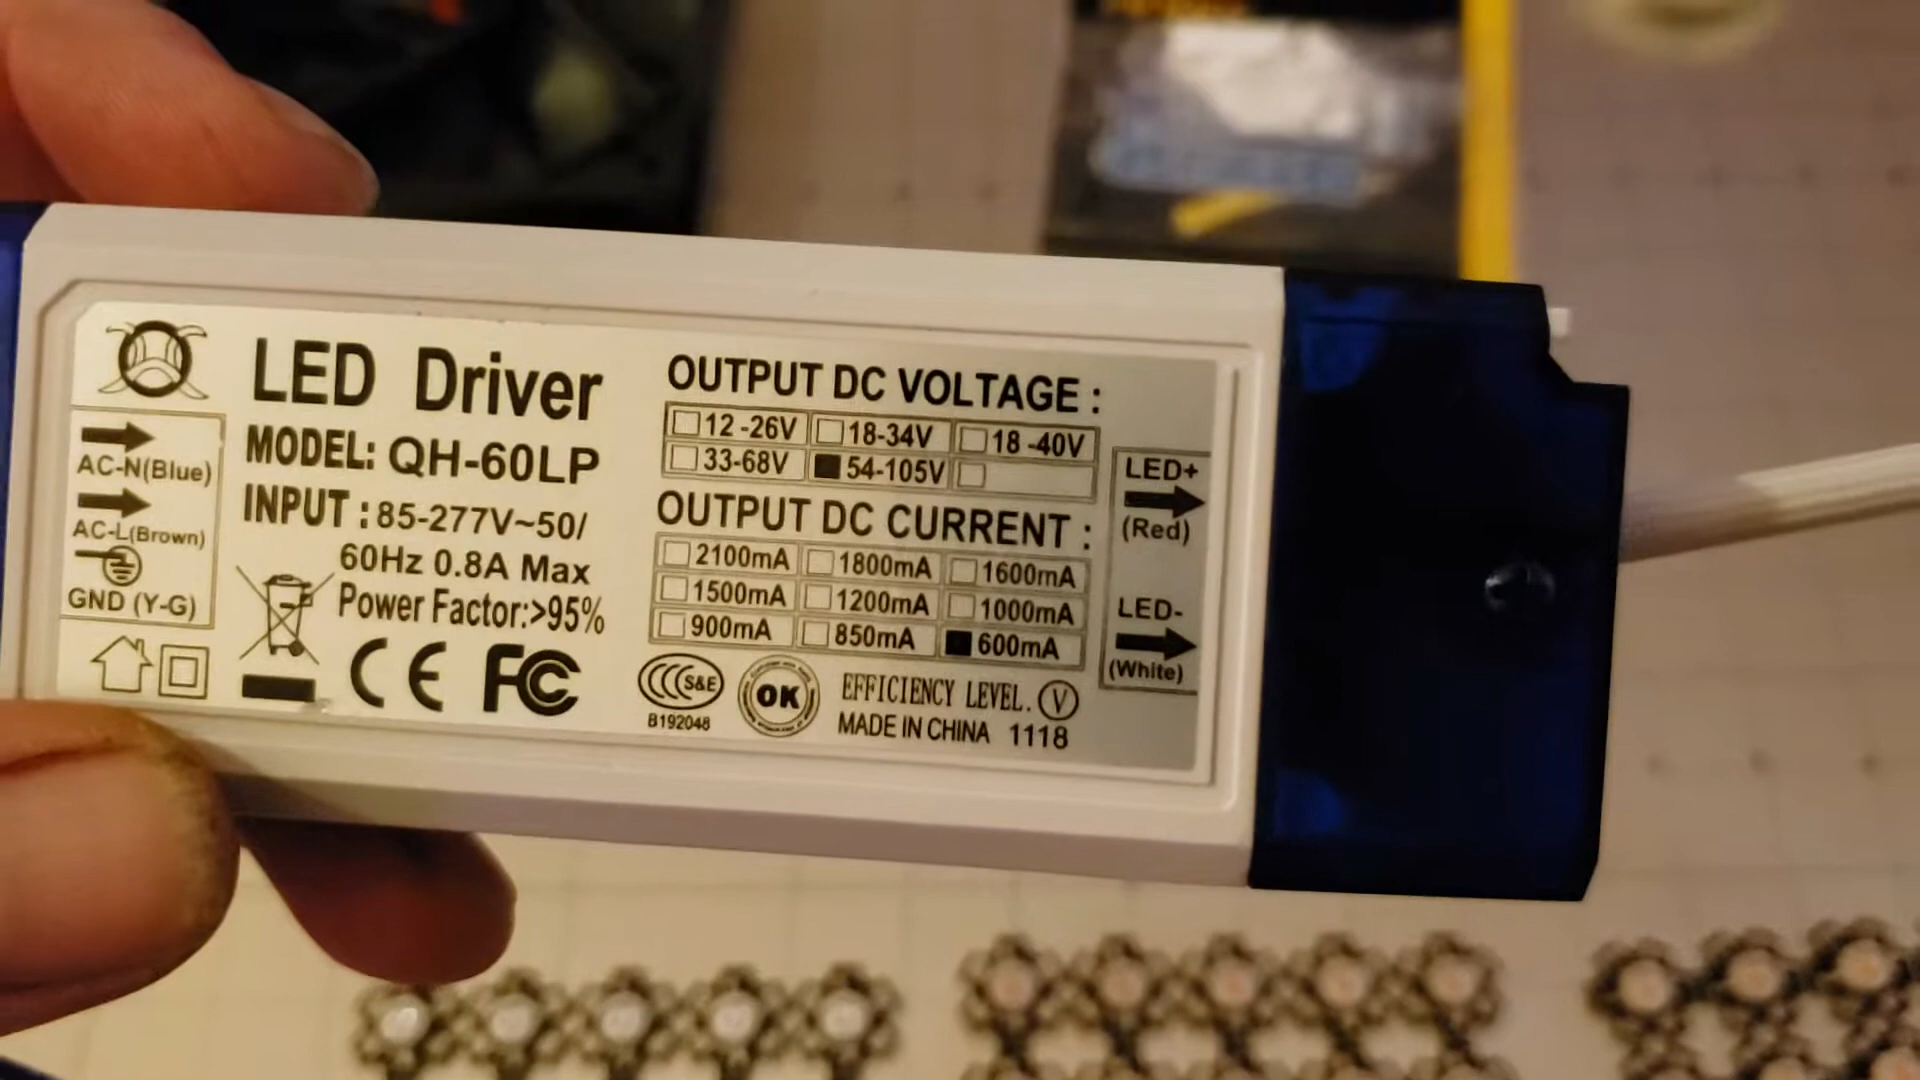 LED Driver
MODEL: QH-60LP
INPUT : 85-277V~50/
60Hz 0.8A Max
Power Factor:>95%
AC-N(Blue)
AC-L(Brown)
GND (Y-G)
CE FC
OUTPUT DC VOLTAGE :
12 -26V 18-34V 18 -40V
33-68V 54-105V
OUTPUT DC CURRENT :
2100mA 1800mA 1600mA
1500mA 1200mA 1000mA
900mA 850mA 600mA
S&E
B192048
OK
EFFICIENCY LEVEL. V
MADE IN CHINA 1118
LED+
(Red)
LED-
(White)